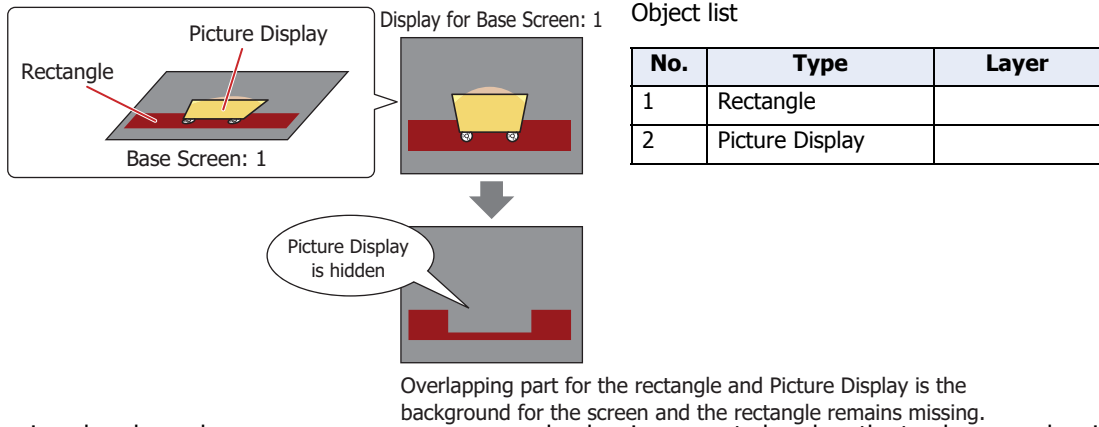 Display for Base Screen: 1
Object list
Picture Display
Rectangle
Base Screen: 1
No. Type Layer
1 Rectangle
2 Picture Display
Picture Display
is hidden
Overlapping part for the rectangle and Picture Display is the
background for the screen and the rectangle remains missing.